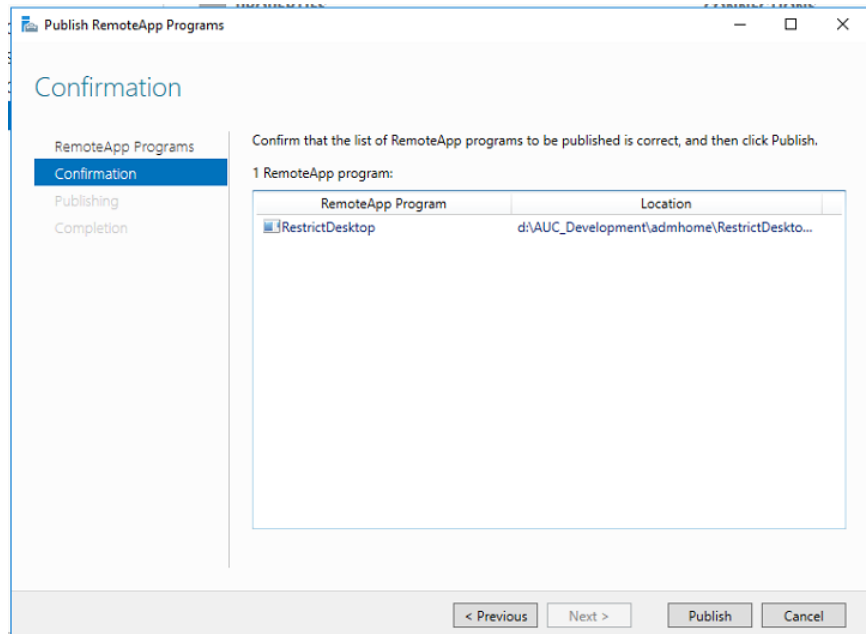 PROPERTIES CONNECTIONS
Publish RemoteApp Programs
Confirmation
RemoteApp Programs
Confirmation
Publishing
Completion
Confirm that the list of RemoteApp programs to be published is correct, and then click Publish.
1 RemoteApp program:
RemoteApp Program Location
RestrictDesktop d:\AUC_Development\admhome\RestrictDeskto...
< Previous Next > Publish Cancel